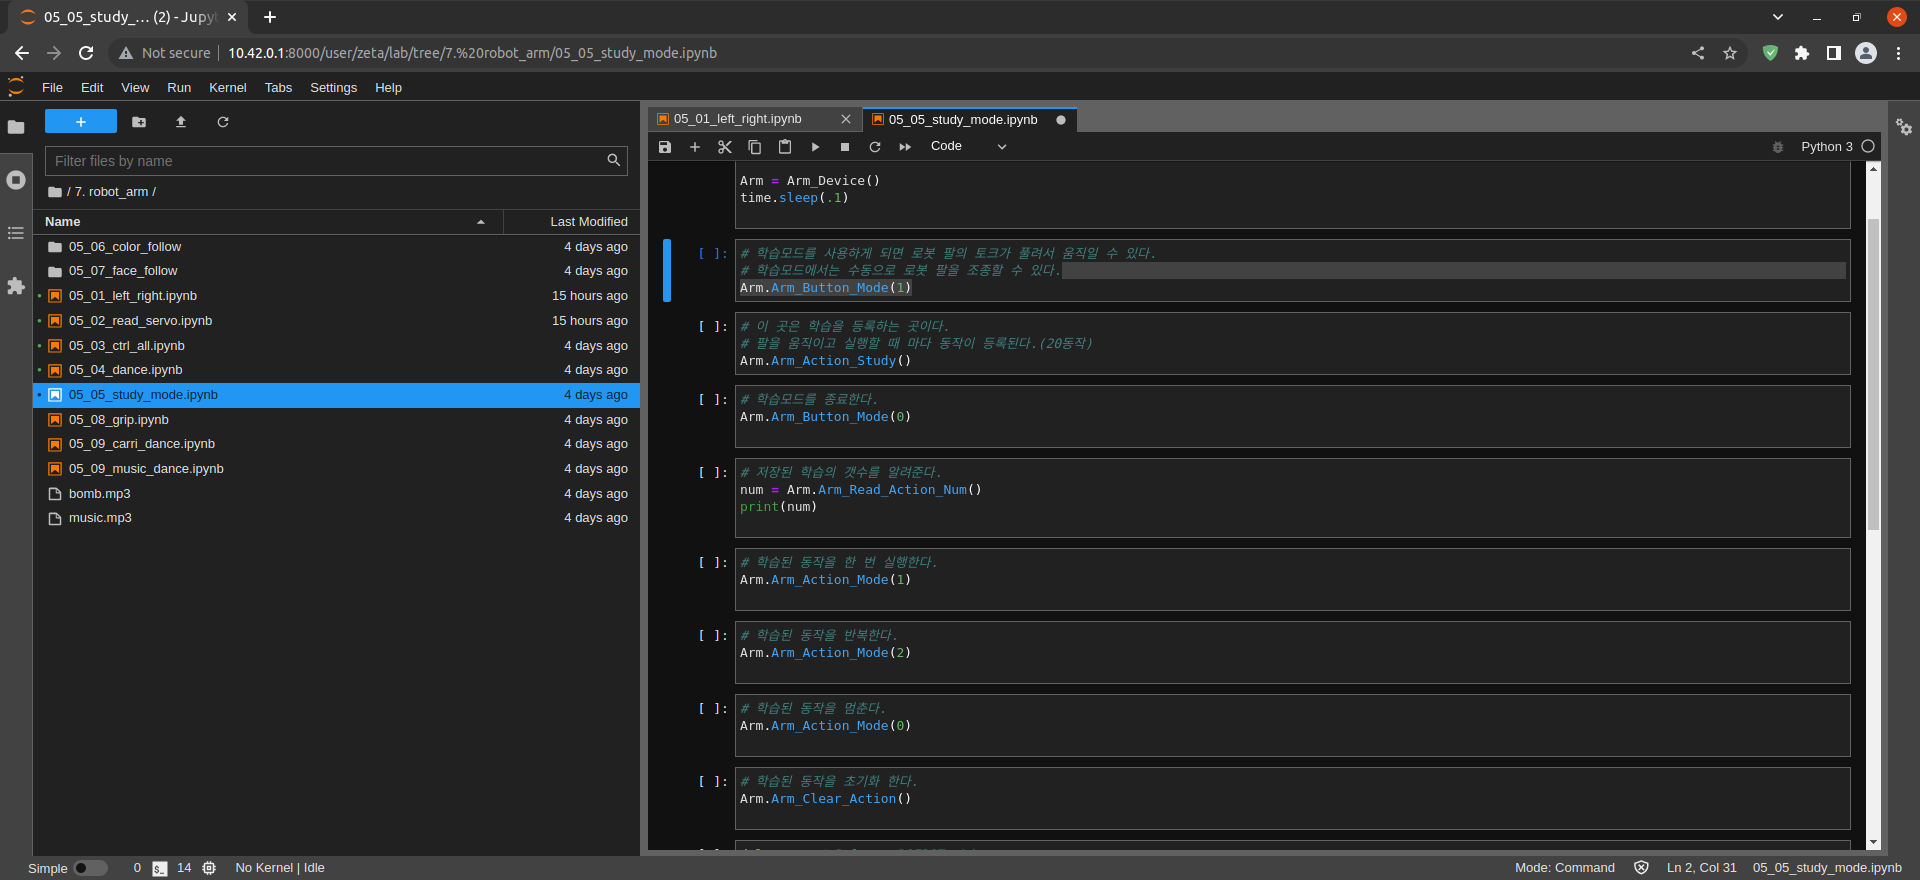 05_05_study_... (2) - Jupyt
Not secure 10.42.0.1:8000/user/zeta/lab/tree/7.%20robot_arm/05_05_study_mode.ipynb
File Edit View Run Kernel Tabs Settings Help
Filter files by name
/ 7. robot_arm /
Name Last Modified
05_06_color_follow 4 days ago
05_07_face_follow 4 days ago
05_01_left_right.ipynb 15 hours ago
05_02_read_servo.ipynb 15 hours ago
05_03_ctrl_all.ipynb 4 days ago
05_04_dance.ipynb 4 days ago
05_05_study_mode.ipynb 4 days ago
05_08_grip.ipynb 4 days ago
05_09_carri_dance.ipynb 4 days ago
05_09_music_dance.ipynb 4 days ago
bomb.mp3 4 days ago
music.mp3 4 days ago
05_01_left_right.ipynb 05_05_study_mode.ipynb
Code Python 3
Arm = Arm_Device()
time.sleep(.1)
[ ]: # 학습모드를 사용하게 되면 로봇 팔의 토크가 풀려서 움직일 수 있다.
# 학습모드에서는 수동으로 로봇 팔을 조종할 수 있다.
Arm.Arm_Button_Mode(1)
[ ]: # 이 곳은 학습을 등록하는 곳이다.
# 팔을 움직이고 실행할 때 마다 동작이 등록된다.(20동작)
Arm.Arm_Action_Study()
[ ]: # 학습모드를 종료한다.
Arm.Arm_Button_Mode(0)
[ ]: # 저장된 학습의 갯수를 알려준다.
num = Arm.Arm_Read_Action_Num()
print(num)
[ ]: # 학습된 동작을 한 번 실행한다.
Arm.Arm_Action_Mode(1)
[ ]: # 학습된 동작을 반복한다.
Arm.Arm_Action_Mode(2)
[ ]: # 학습된 동작을 멈춘다.
Arm.Arm_Action_Mode(0)
[ ]: # 학습된 동작을 초기화 한다.
Arm.Arm_Clear_Action()
Simple 0 14 No Kernel | Idle Mode: Command Ln 2, Col 31 05_05_study_mode.ipynb